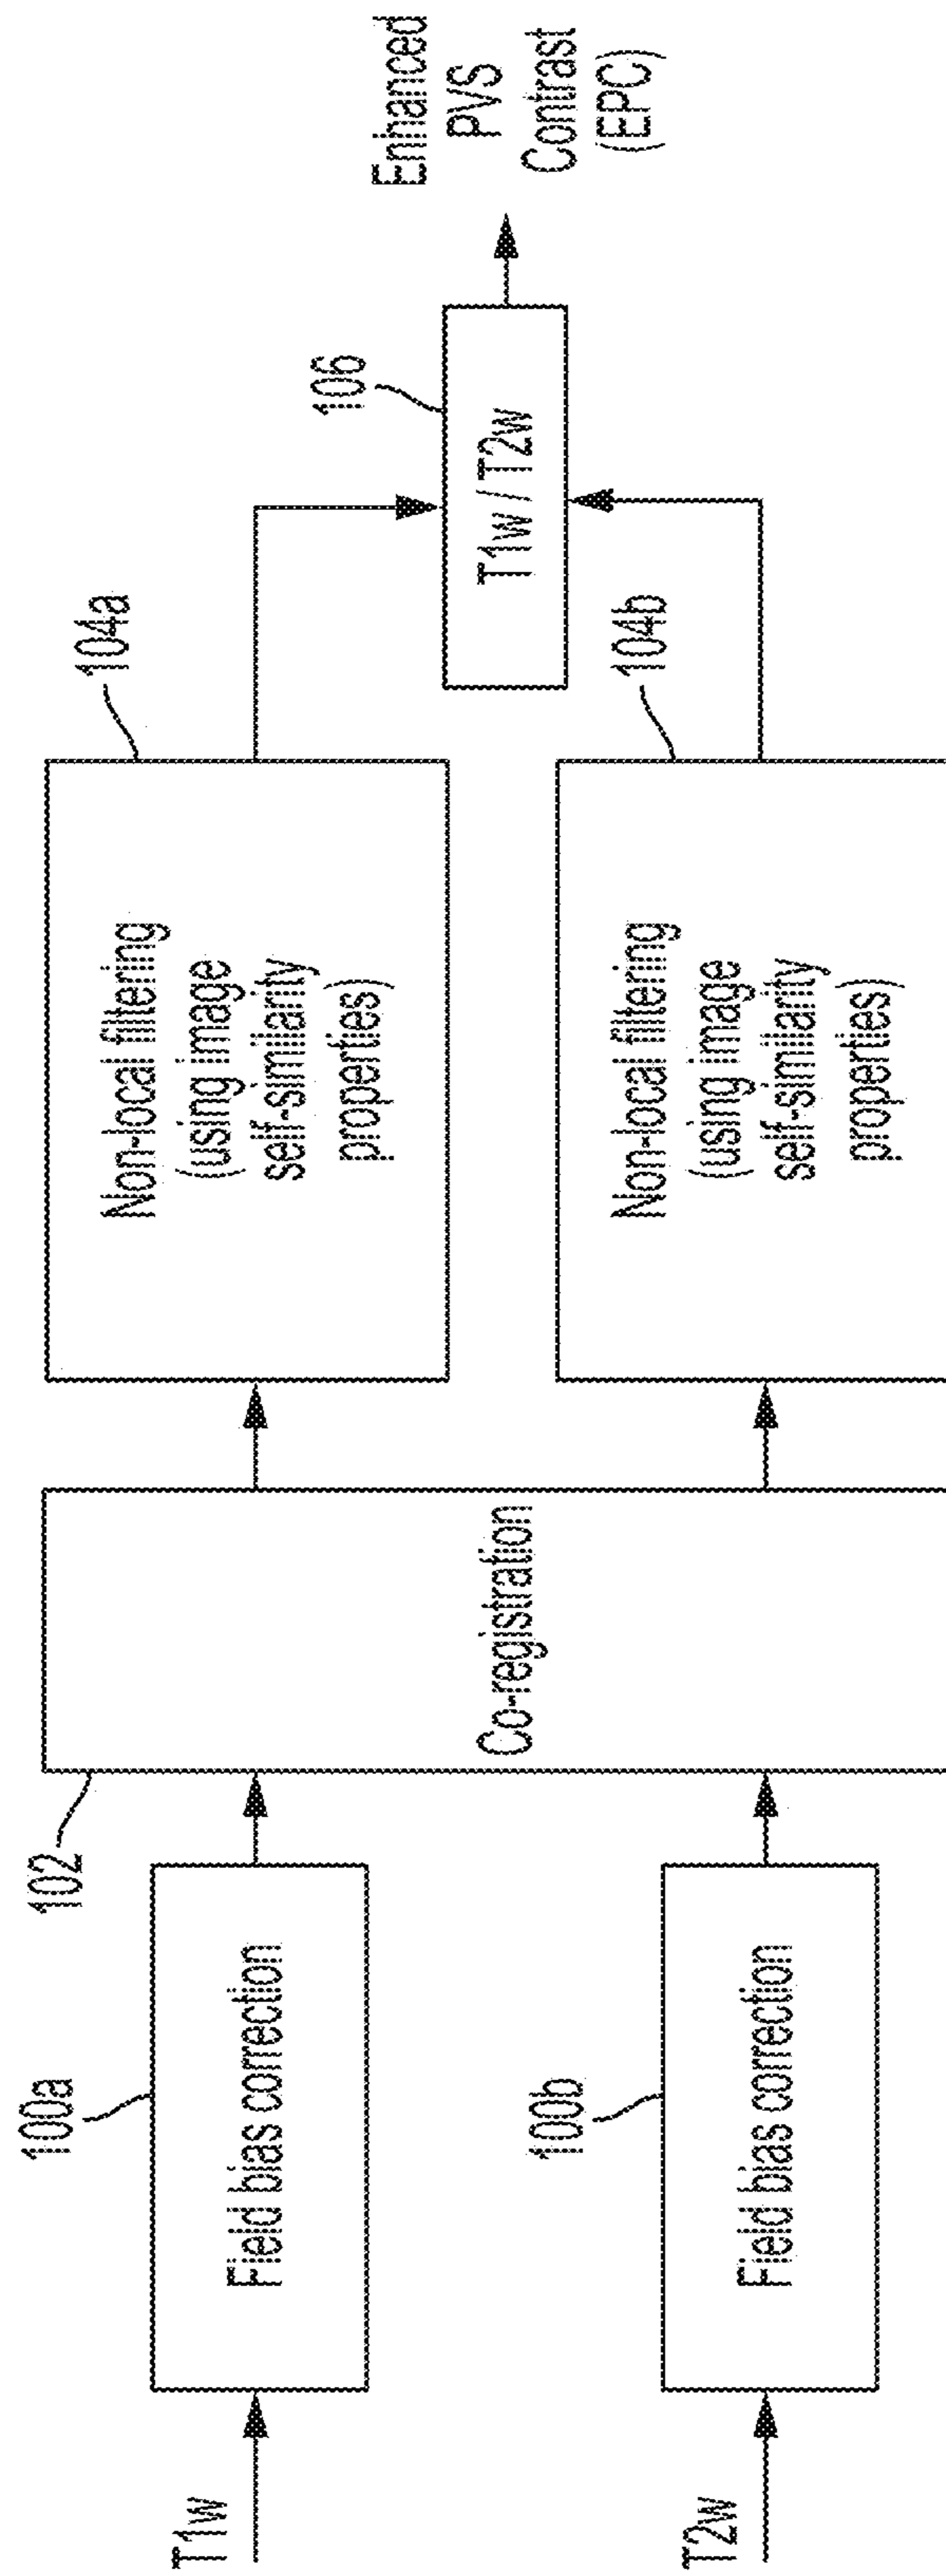 T1w
100a
Field bias correction
102
Co-registration
104a
Non-local filtering
(using image
self-similarity
properties)
106
T1w / T2w
Enhanced
PVS
Contrast
(EPC)
T2w
100b
Field bias correction
104b
Non-local filtering
(using image
self-similarity
properties)